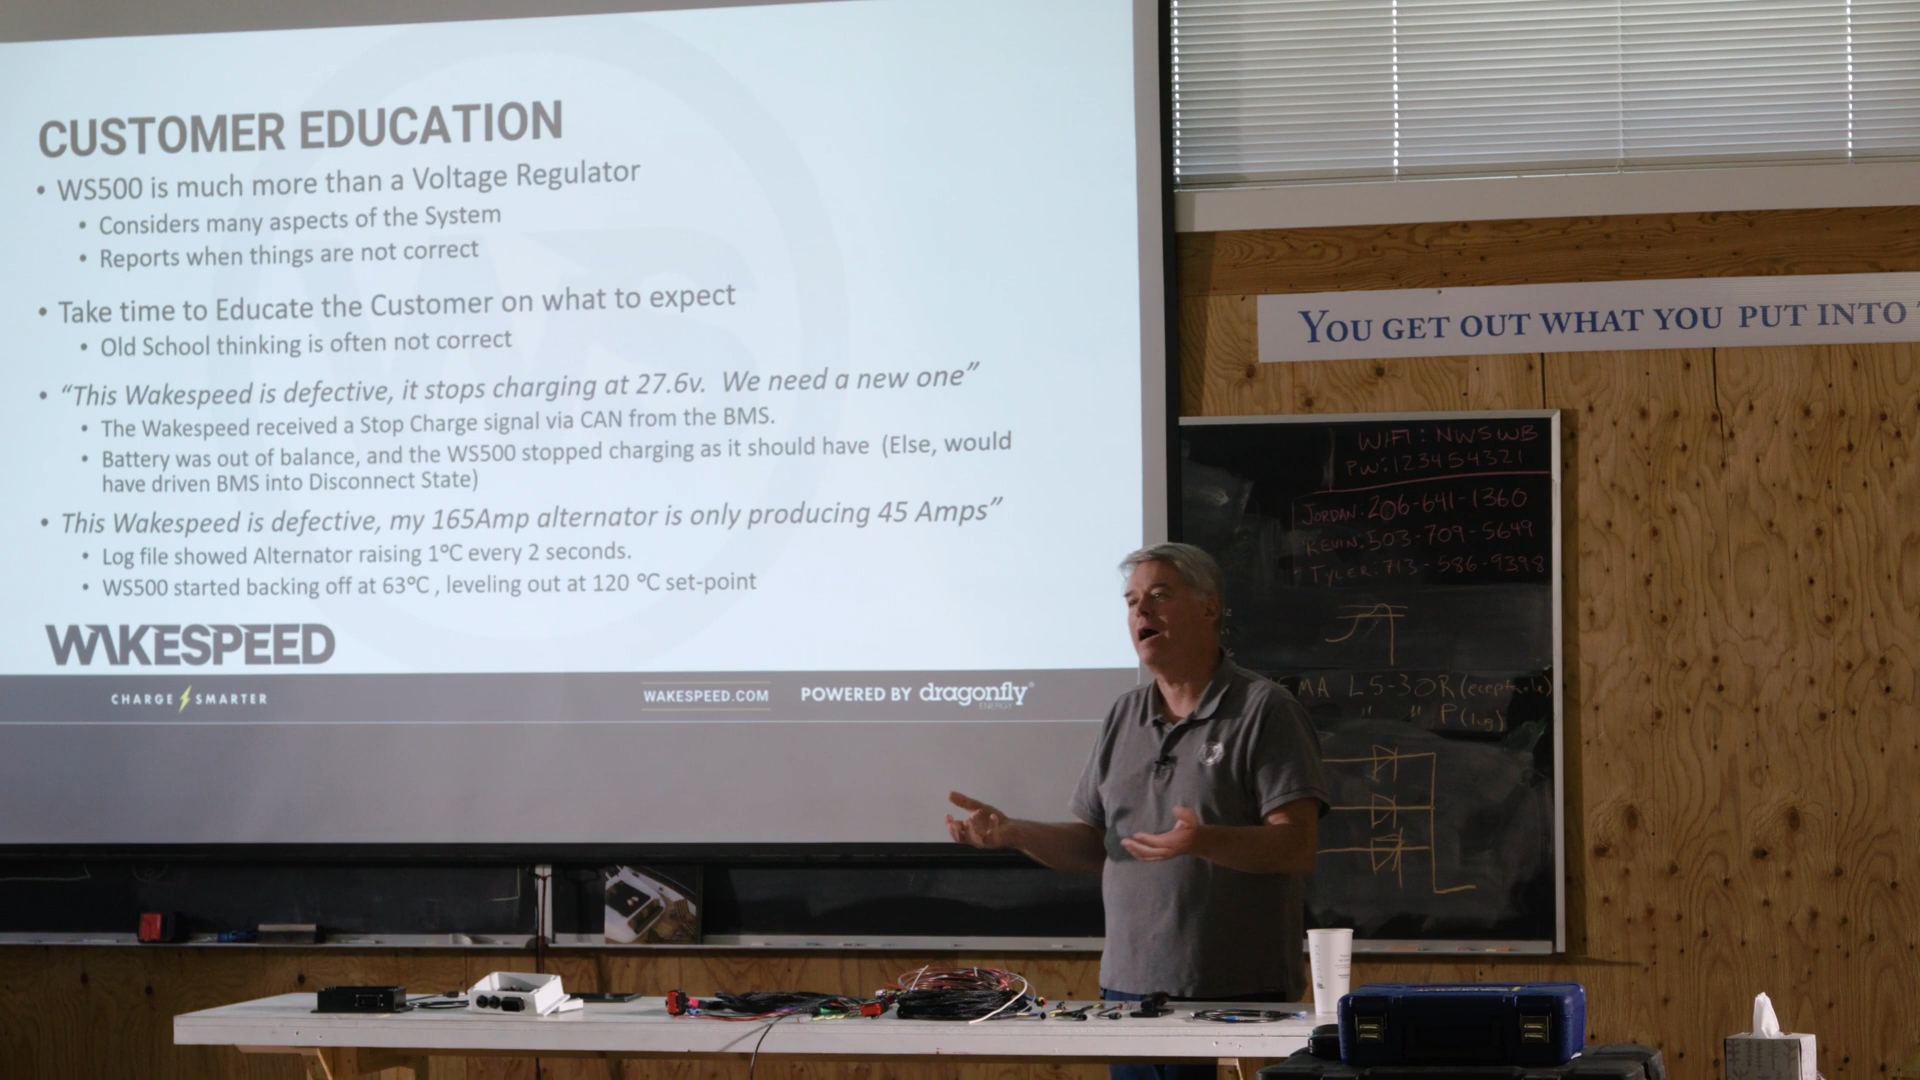 CUSTOMER EDUCATION
• WS500 is much more than a Voltage Regulator
• Considers many aspects of the System
• Reports when things are not correct
• Take time to Educate the Customer on what to expect
• Old School thinking is often not correct
• “This Wakespeed is defective, it stops charging at 27.6v. We need a new one”
• The Wakespeed received a Stop Charge signal via CAN from the BMS.
• Battery was out of balance, and the WS500 stopped charging as it should have (Else, would
have driven BMS into Disconnect State)
• This Wakespeed is defective, my 165Amp alternator is only producing 45 Amps”
• Log file showed Alternator raising 1°C every 2 seconds.
• WS500 started backing off at 63°C , leveling out at 120 °C set-point
WAKESPEED
CHARGE SMARTER
WAKESPEED.COM
POWERED BY dragonfly
ENERGY
YOU GET OUT WHAT YOU PUT INTO
WIFI: NWSWB
PW:123454321
JORDAN: 206-641-1360
KEVIN: 503-709-5649
TYLER: 713-586-9398
EMA L5-30R(eceptacle)
" " P(lug)